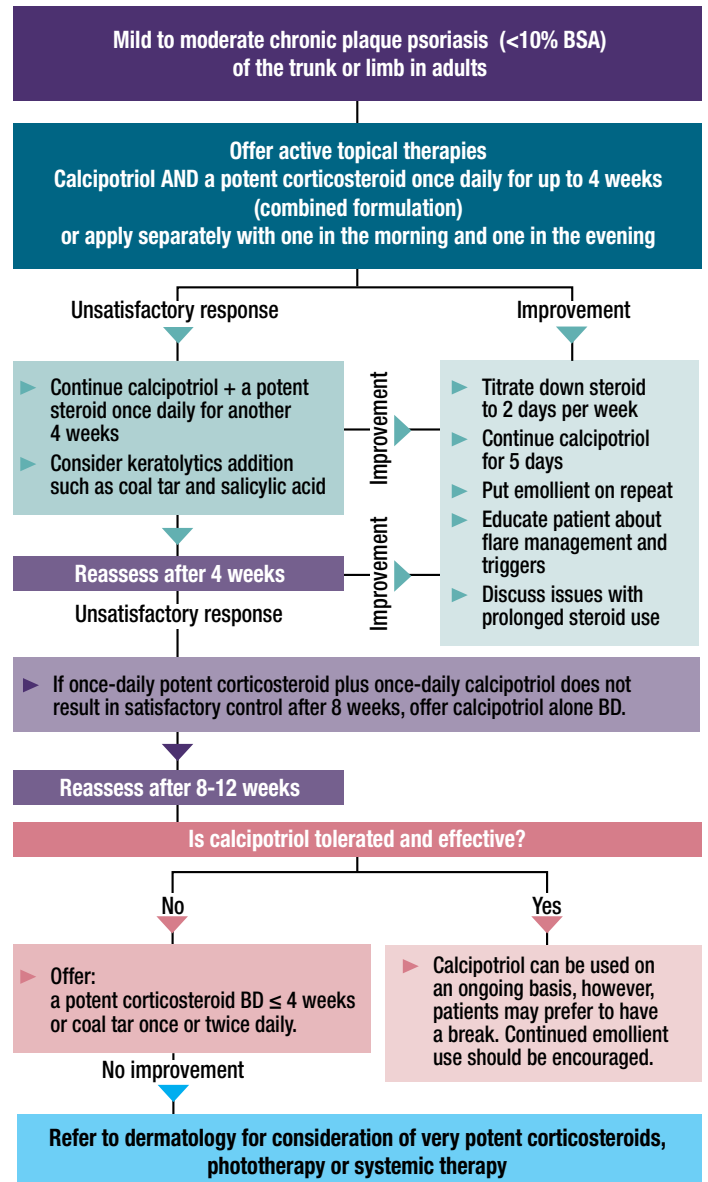 Mild to moderate chronic plaque psoriasis (<10% BSA)
of the trunk or limb in adults
Offer active topical therapies
Calcipotriol AND a potent corticosteroid once daily for up to 4 weeks
(combined formulation)
or apply separately with one in the morning and one in the evening
Unsatisfactory response
Improvement
Continue calcipotriol + a potent
steroid once daily for another
4 weeks
Consider keratolytics addition
such as coal tar and salicylic acid
Improvement
Titrate down steroid
to 2 days per week
Continue calcipotriol
for 5 days
Put emollient on repeat
Educate patient about
flare management and
triggers
Discuss issues with
prolonged steroid use
Reassess after 4 weeks
Improvement
Unsatisfactory response
If once-daily potent corticosteroid plus once-daily calcipotriol does not
result in satisfactory control after 8 weeks, offer calcipotriol alone BD.
Reassess after 8-12 weeks
Is calcipotriol tolerated and effective?
No
Yes
Offer:
a potent corticosteroid BD ≤ 4 weeks
or coal tar once or twice daily.
Calcipotriol can be used on
an ongoing basis, however,
patients may prefer to have
a break. Continued emollient
use should be encouraged.
No improvement
Refer to dermatology for consideration of very potent corticosteroids,
phototherapy or systemic therapy